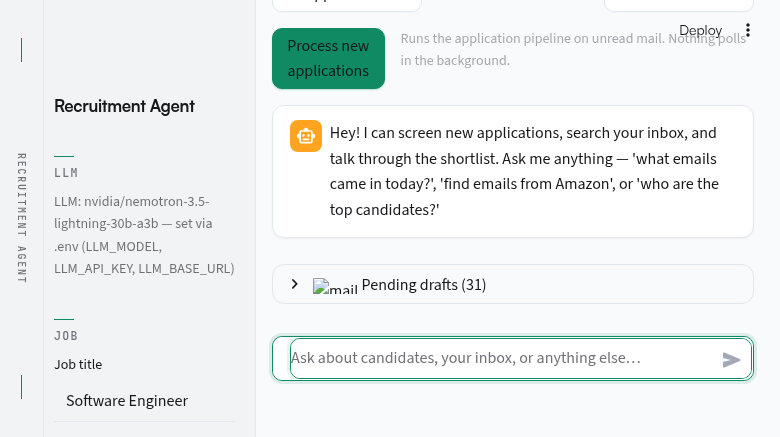 RECRUITMENT AGENT
Recruitment Agent
LLM
LLM: nvidia/nemotron-3.5-
lightning-30b-a3b — set via
.env (LLM_MODEL,
LLM_API_KEY, LLM_BASE_URL)
JOB
Job title
Software Engineer
Deploy
Process new
applications
Runs the application pipeline on unread mail. Nothing polls
in the background.
Hey! I can screen new applications, search your inbox, and
talk through the shortlist. Ask me anything — 'what emails
came in today?', 'find emails from Amazon', or 'who are the
top candidates?'
mail Pending drafts (31)
Ask about candidates, your inbox, or anything else…